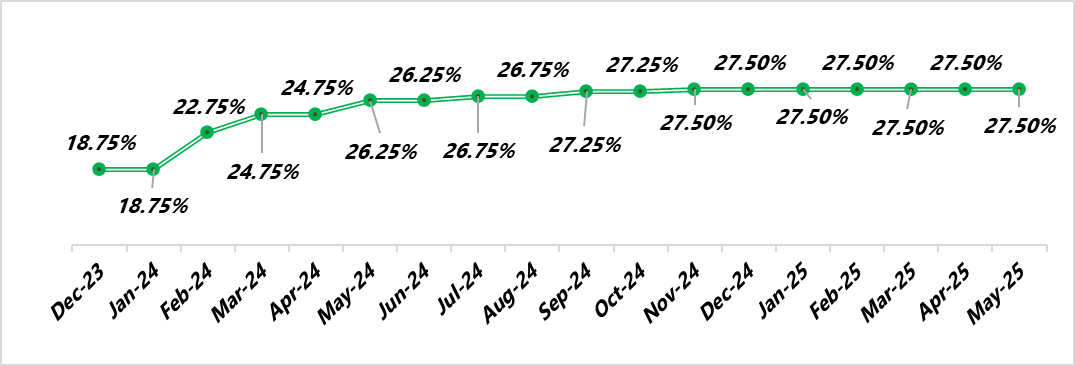 18.75%
18.75%
22.75%
24.75%
24.75%
26.25%
26.25%
26.75%
26.75%
27.25%
27.25%
27.50%
27.50%
27.50%
27.50%
27.50%
27.50%
27.50%
Dec-23
Jan-24
Feb-24
Mar-24
Apr-24
May-24
Jun-24
Jul-24
Aug-24
Sep-24
Oct-24
Nov-24
Dec-24
Jan-25
Feb-25
Mar-25
Apr-25
May-25